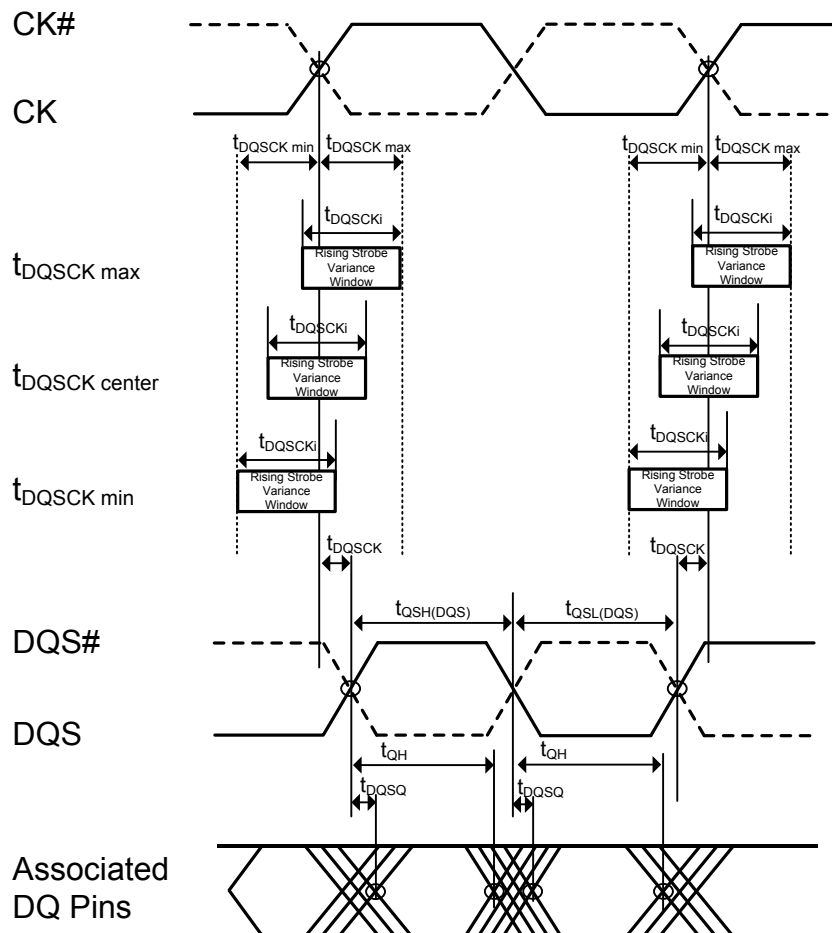 CK#
CK
tDQSCK min
tDQSCK max
tDQSCK min
tDQSCK max
tDQSCKi
tDQSCKi
tDQSCK max
Rising Strobe
Variance
Window
Rising Strobe
Variance
Window
tDQSCKi
tDQSCKi
tDQSCK center
Rising Strobe
Variance
Window
Rising Strobe
Variance
Window
tDQSCKi
tDQSCKi
tDQSCK min
Rising Strobe
Variance
Window
Rising Strobe
Variance
Window
tDQSCK
tDQSCK
tQSH(DQS)
tQSL(DQS)
DQS#
DQS
tQH
tQH
tDQSQ
tDQSQ
Associated
DQ Pins